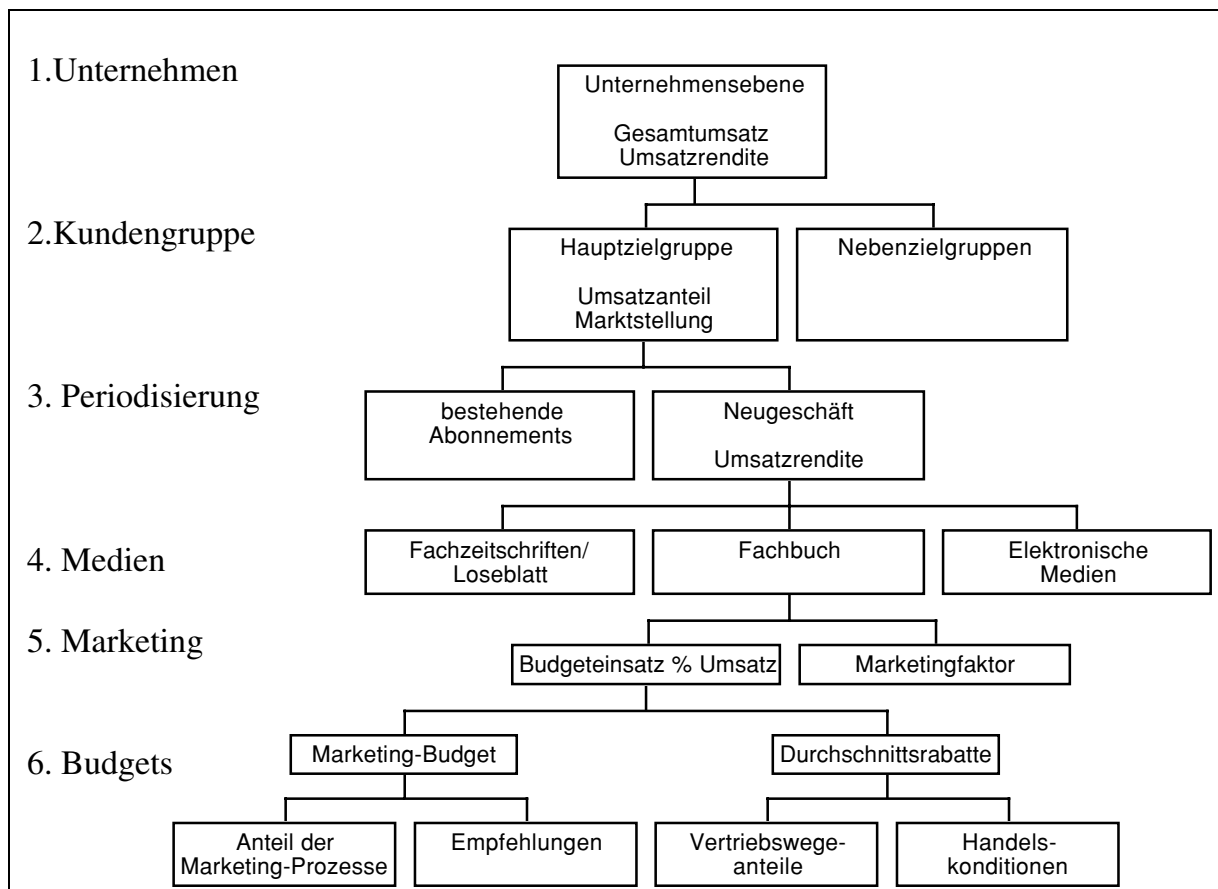 1.Unternehmen
Unternehmensebene
Gesamtumsatz
Umsatzrendite
2.Kundengruppe
Hauptzielgruppe
Umsatzanteil
Marktstellung
Nebenzielgruppen
3. Periodisierung
bestehende
Abonnements
Neugeschäft
Umsatzrendite
4. Medien
Fachzeitschriften/
Loseblatt
Fachbuch
Elektronische
Medien
5. Marketing
Budgeteinsatz % Umsatz
Marketingfaktor
6. Budgets
Marketing-Budget
Durchschnittsrabatte
Anteil der
Marketing-Prozesse
Empfehlungen
Vertriebswege-
anteile
Handels-
konditionen